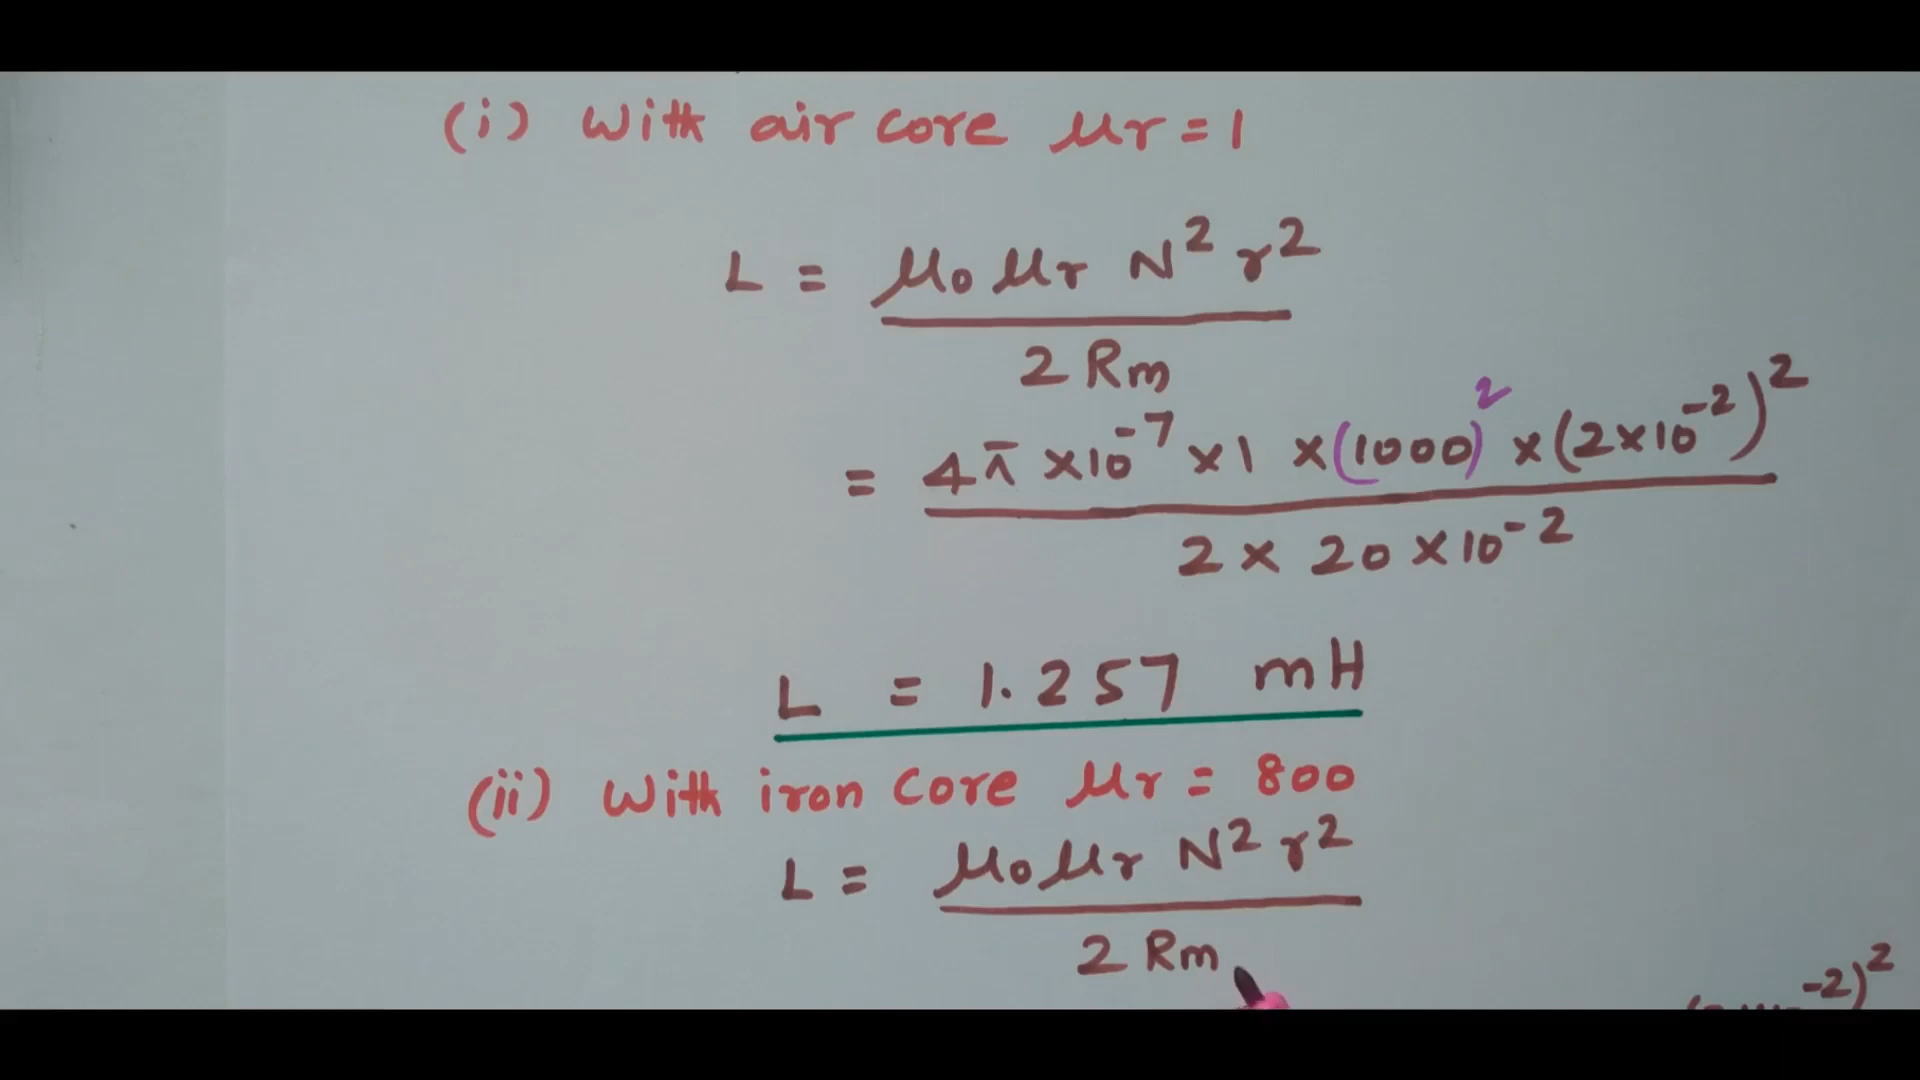 (i) With air core μr = 1
L = μ0 μr N² r²
2 Rm
= 4π ×10⁻⁷ ×1 ×(1000)² ×(2×10⁻²)²
2 × 20 ×10⁻²
L = 1.257 mH
(ii) With iron core μr = 800
L = μ0 μr N² r²
2 Rm
⁻²)²